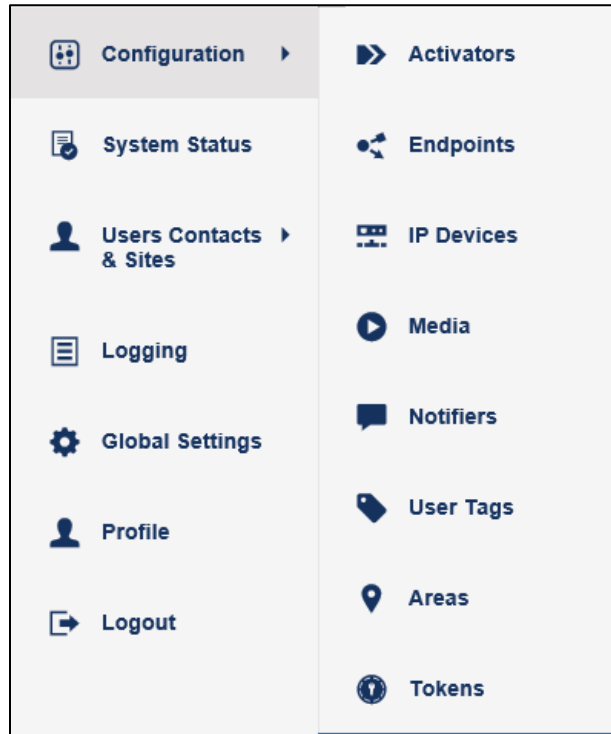 Configuration
System Status
Users Contacts
& Sites
Logging
Global Settings
Profile
Logout
Activators
Endpoints
IP Devices
Media
Notifiers
User Tags
Areas
Tokens